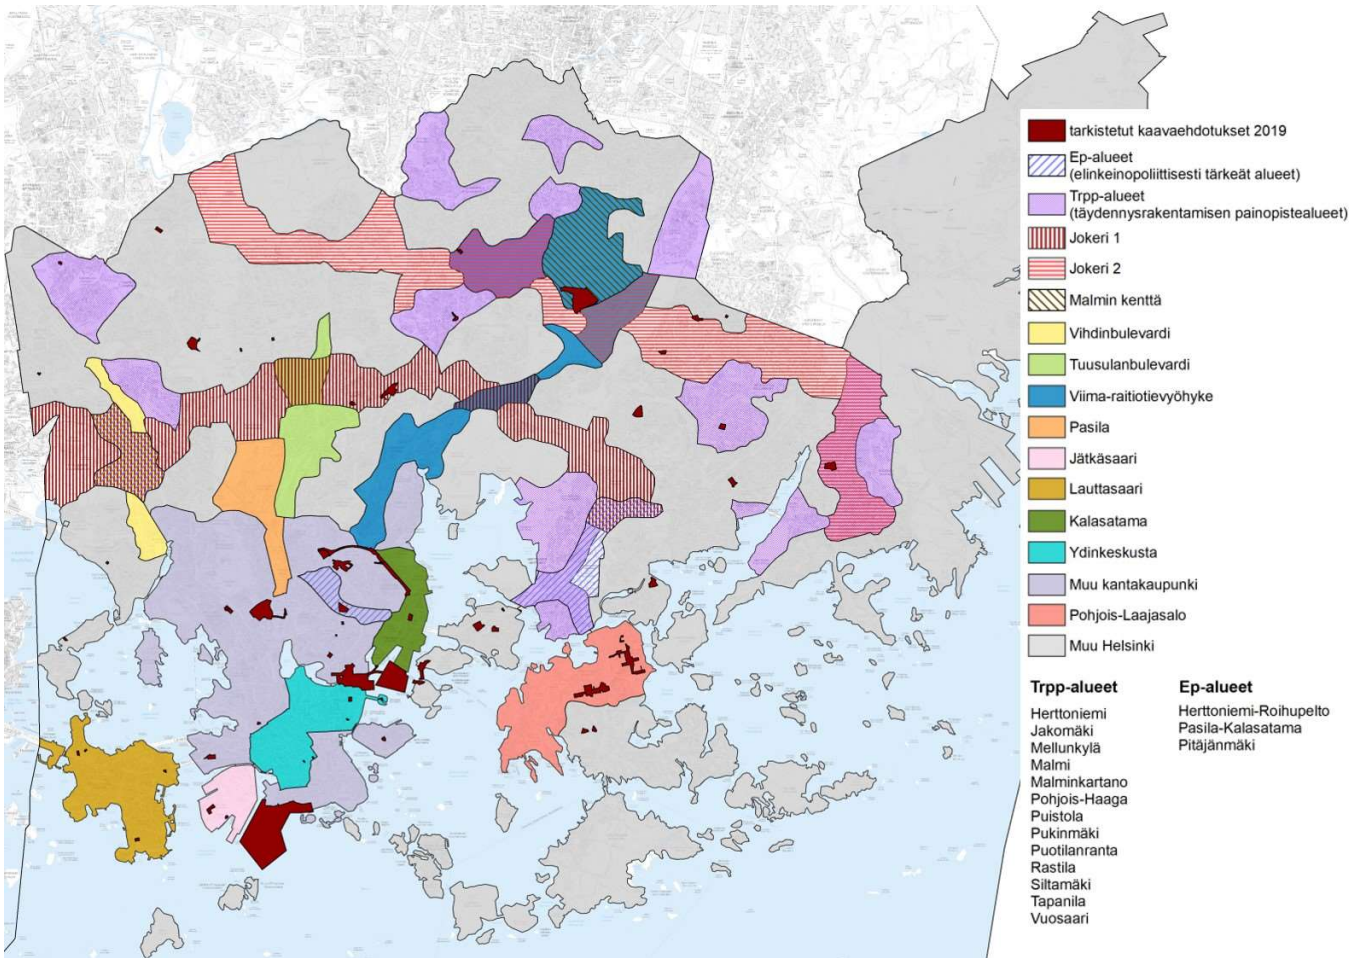 tarkistetut kaavaehdotukset 2019
Ep-alueet
(elinkeinopoliittisesti tärkeät alueet)
Trpp-alueet
(täydennysrakentamisen painopistealueet)
Jokeri 1
Jokeri 2
Malmin kenttä
Vihdinbulevardi
Tuusulanbulevardi
Viima-raitiotievyöhyke
Pasila
Jätkäsaari
Lauttasaari
Kalasatama
Ydinkeskusta
Muu kantakaupunki
Pohjois-Laajasalo
Muu Helsinki
Trpp-alueet
Herttoniemi
Jakomäki
Mellunkylä
Malmi
Malminkartano
Pohjois-Haaga
Puistola
Pukinmäki
Puotilanranta
Rastila
Siltamäki
Tapanila
Vuosaari
Ep-alueet
Herttoniemi-Roihupelto
Pasila-Kalasatama
Pitäjänmäki